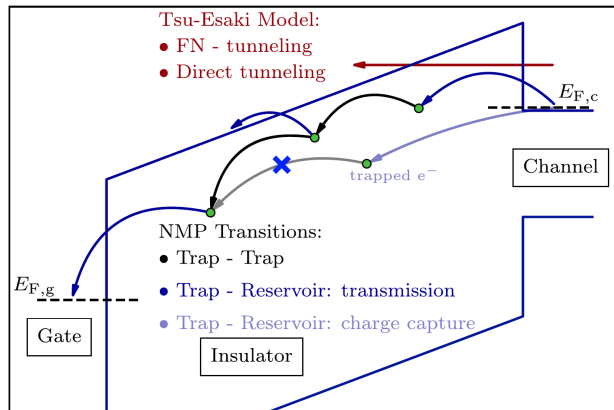 Tsu-Esaki Model:
● FN - tunneling
● Direct tunneling
E_F,c
Channel
trapped e⁻
NMP Transitions:
● Trap - Trap
● Trap - Reservoir: transmission
● Trap - Reservoir: charge capture
E_F,g
Gate
Insulator